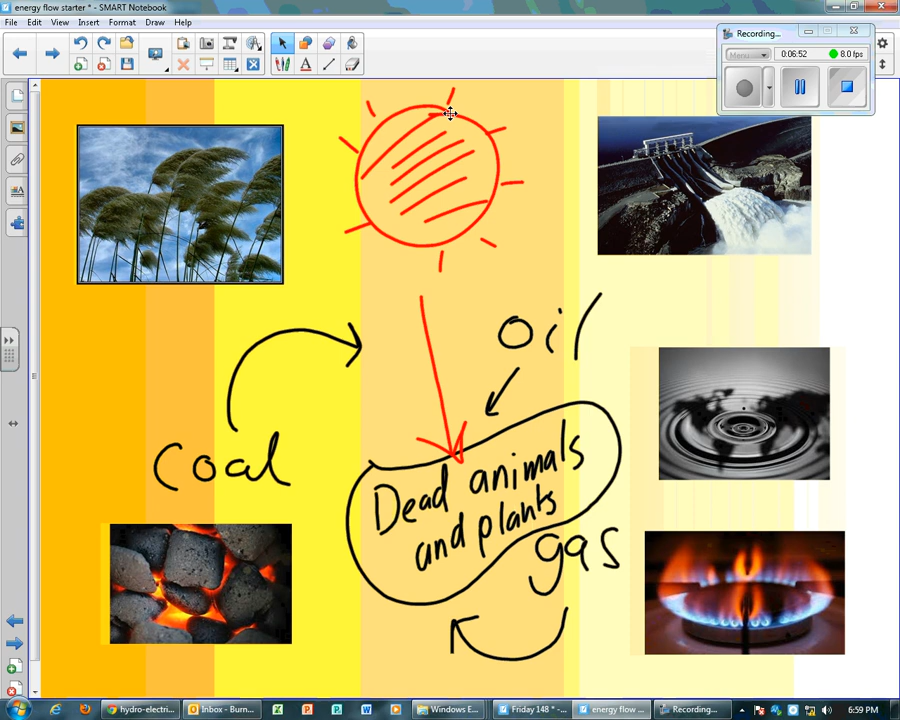 energy flow starter * - SMART Notebook
File Edit View Insert Format Draw Help
Recording...
Menu
0:06:52
8.0 fps
Oil
Coal
Dead animals
and plants
gas
hydro-electri...
Inbox - Burn...
Windows E...
Friday 148 * -...
energy flow ...
Recording...
6:59 PM